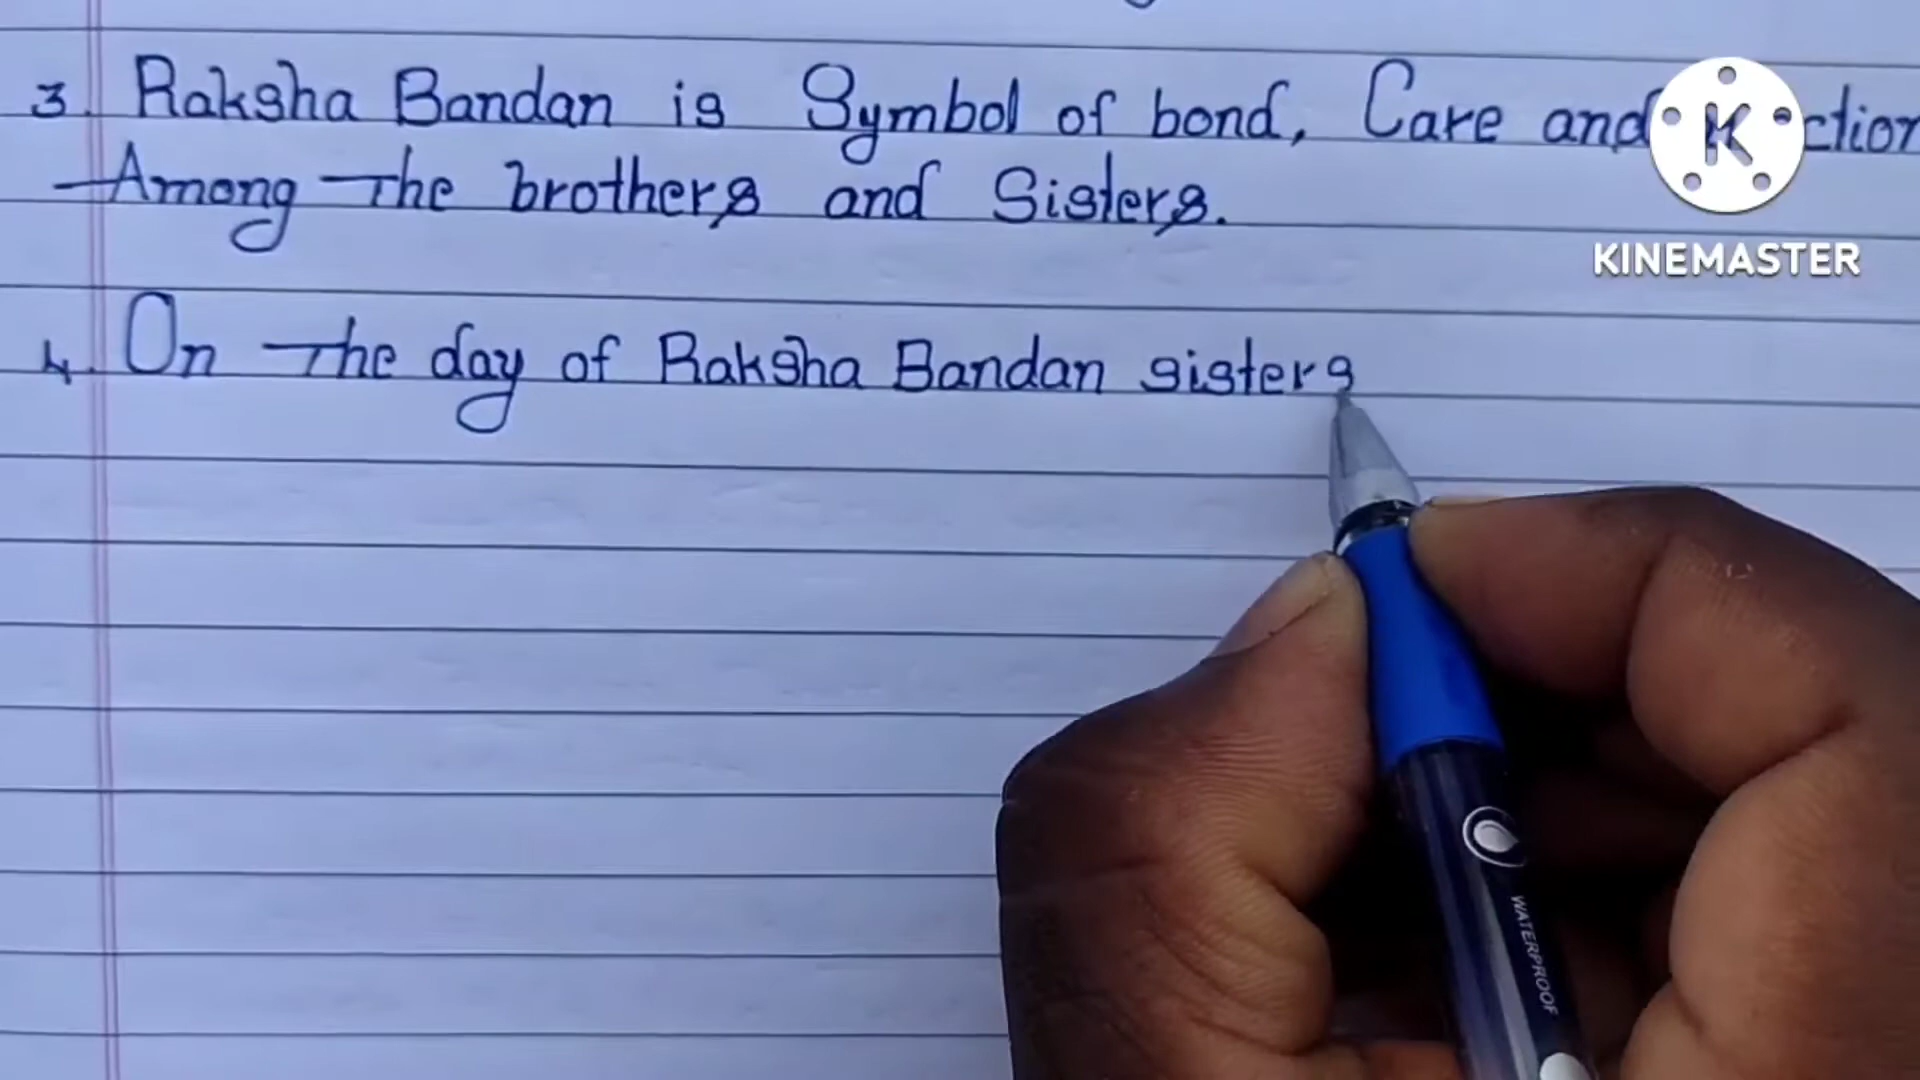 3. Raksha Bandan is Symbol of bond, Care and
Among The brothers and Sisters.
4. On The day of Raksha Bandan sisters
KINEMASTER
WATERPROOF